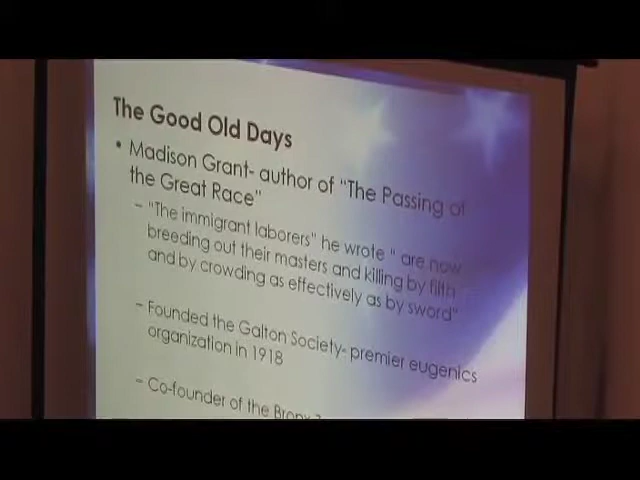 The Good Old Days
• Madison Grant- author of "The Passing of
the Great Race"
– "The immigrant laborers" he wrote " are now
breeding out their masters and killing by filth
and by crowding as effectively as by sword"
– Founded the Galton Society- premier eugenics
organization in 1918
– Co-founder of the Bronx